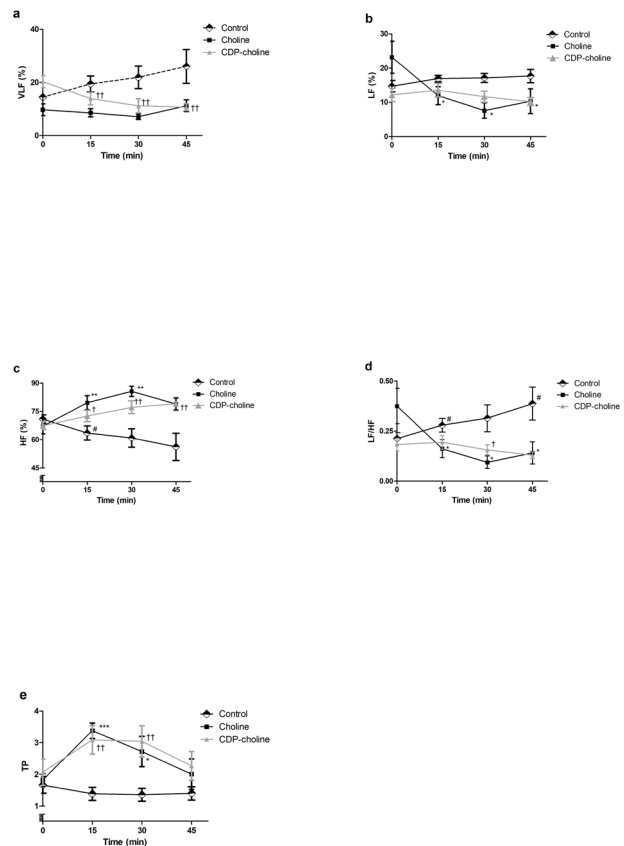 a
Control
Choline
CDP-choline
VLF (%)
40
20
0
††
††
††
0 15 30 45
Time (min)
b
Control
Choline
CDP-choline
LF (%)
30
20
10
0
*
*
*
0 15 30 45
Time (min)
c
Control
Choline
CDP-choline
HF (%)
90
75
60
45
**
**
†
††
††
#
0 15 30 45
Time (min)
d
Control
Choline
CDP-choline
LF/HF
0.50
0.25
0.00
#
#
†
*
*
*
0 15 30 45
Time (min)
e
Control
Choline
CDP-choline
TP
4
3
2
1
***
††
††
*
0 15 30 45
Time (min)